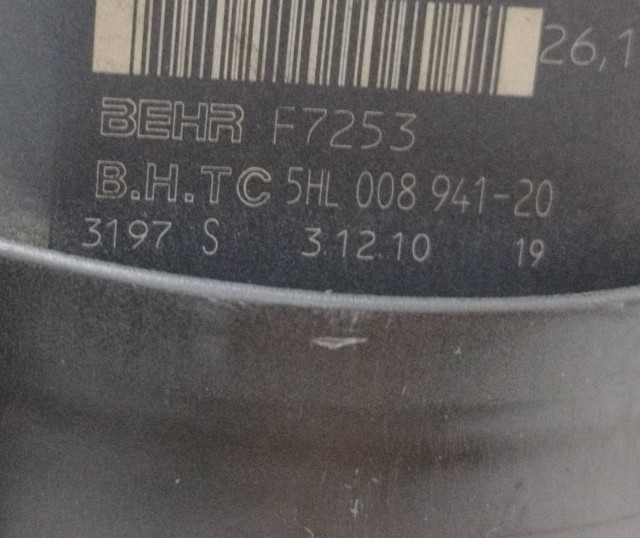 26,1
BEHR F7253
B.H.TC 5HL 008 941-20
3197 S 3.12.10 19